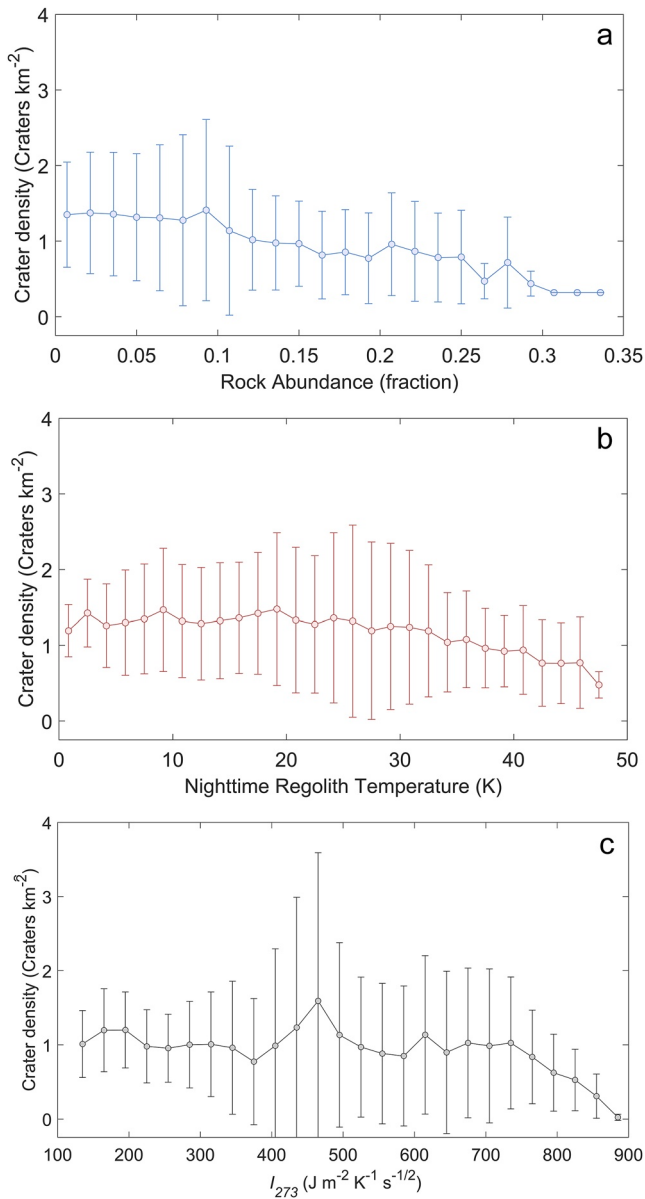 a
4
3
2
1
0
Crater density (Craters km-2)
0 0.05 0.1 0.15 0.2 0.25 0.3 0.35
Rock Abundance (fraction)
b
4
3
2
1
0
Crater density (Craters km-2)
0 10 20 30 40 50
Nighttime Regolith Temperature (K)
c
4
3
2
1
0
Crater density (Craters km-2)
100 200 300 400 500 600 700 800 900
I273 (J m-2 K-1 s-1/2)